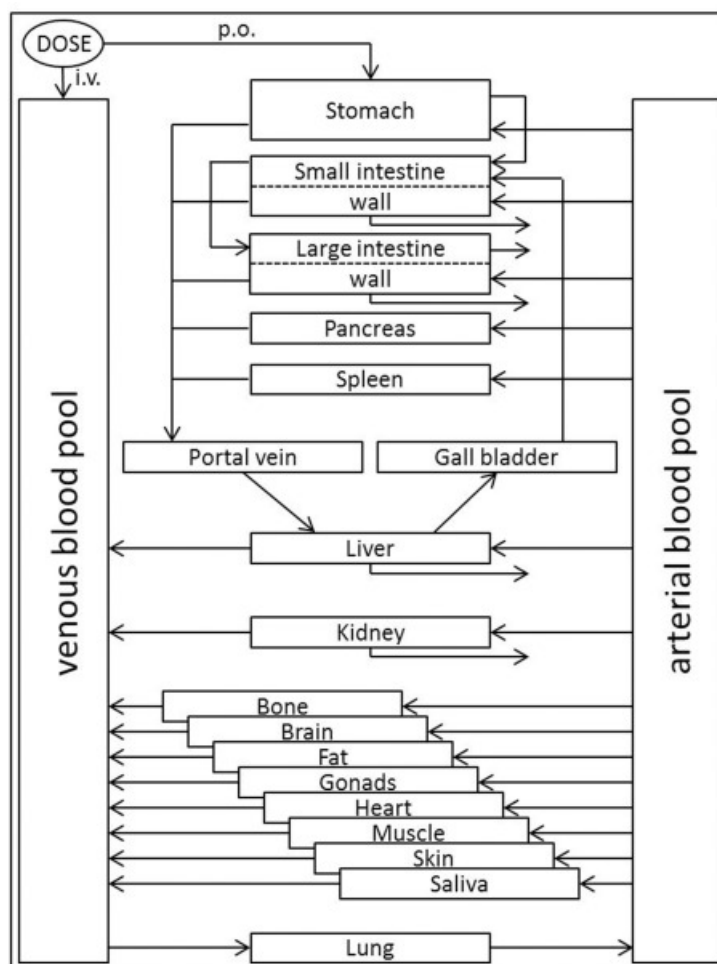 DOSE
p.o.
i.v.
Stomach
Small intestine
wall
Large intestine
wall
Pancreas
Spleen
Portal vein
Gall bladder
Liver
Kidney
Bone
Brain
Fat
Gonads
Heart
Muscle
Skin
Saliva
Lung
venous blood pool
arterial blood pool